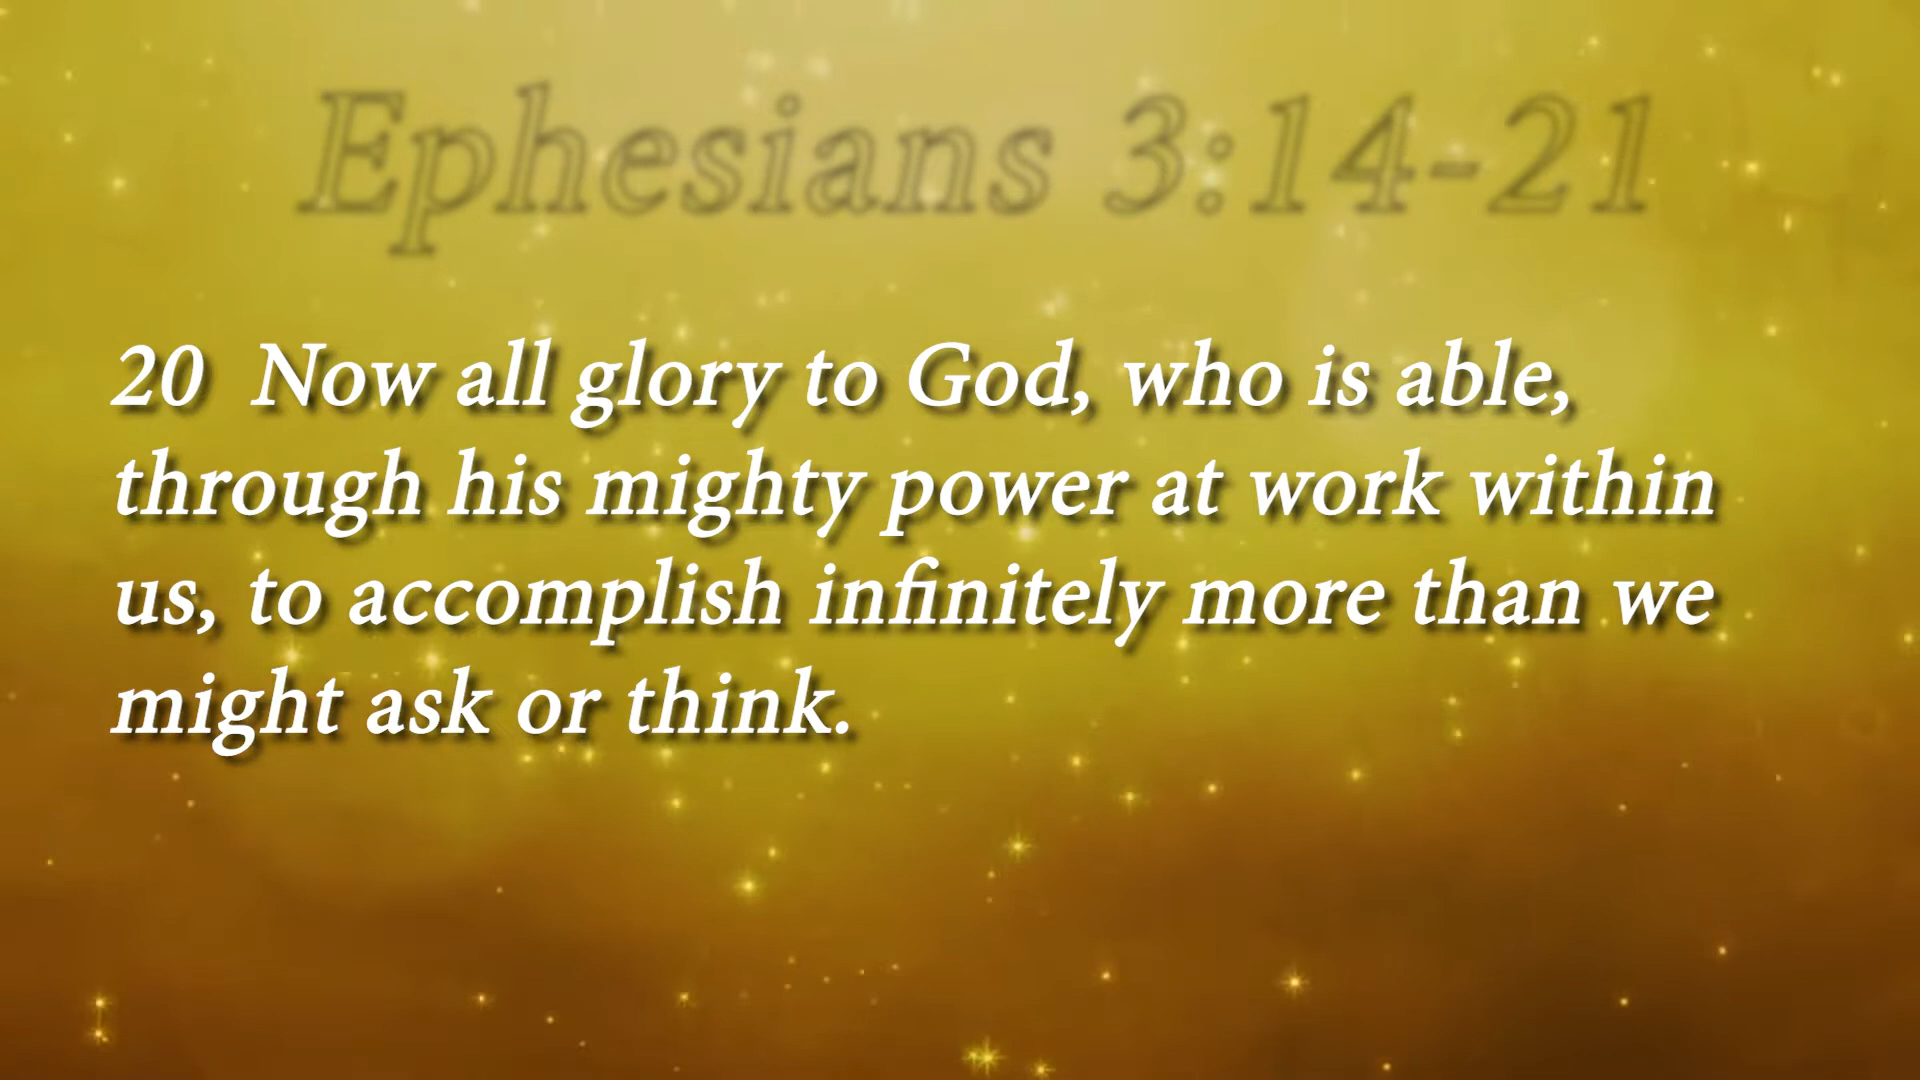 Ephesians 3:14-21
20 Now all glory to God, who is able,
through his mighty power at work within
us, to accomplish infinitely more than we
might ask or think.